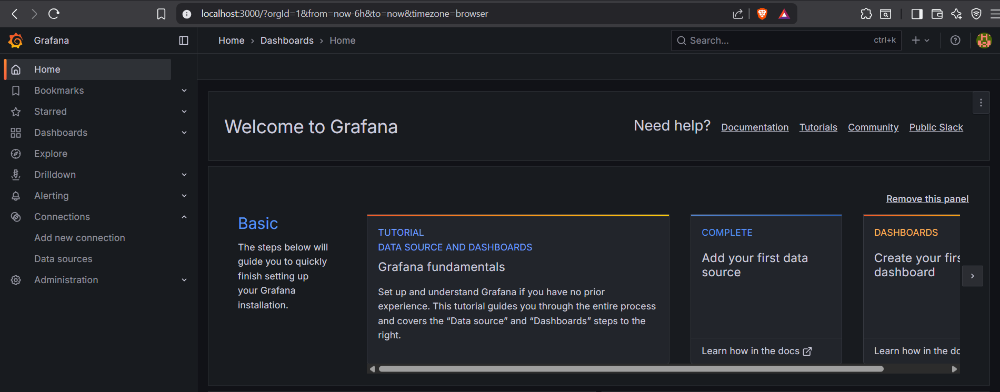 localhost:3000/?orgId=1&from=now-6h&to=now&timezone=browser
Grafana
Home › Dashboards › Home
Search...
ctrl+k
Home
Bookmarks
Starred
Dashboards
Explore
Drilldown
Alerting
Connections
Add new connection
Data sources
Administration
Welcome to Grafana
Need help?
Documentation
Tutorials
Community
Public Slack
Remove this panel
Basic
The steps below will
guide you to quickly
finish setting up
your Grafana
installation.
TUTORIAL
DATA SOURCE AND DASHBOARDS
Grafana fundamentals
Set up and understand Grafana if you have no prior
experience. This tutorial guides you through the entire process
and covers the “Data source” and “Dashboards” steps to the
right.
COMPLETE
Add your first data
source
Learn how in the docs
DASHBOARDS
Create your firs
dashboard
Learn how in the do